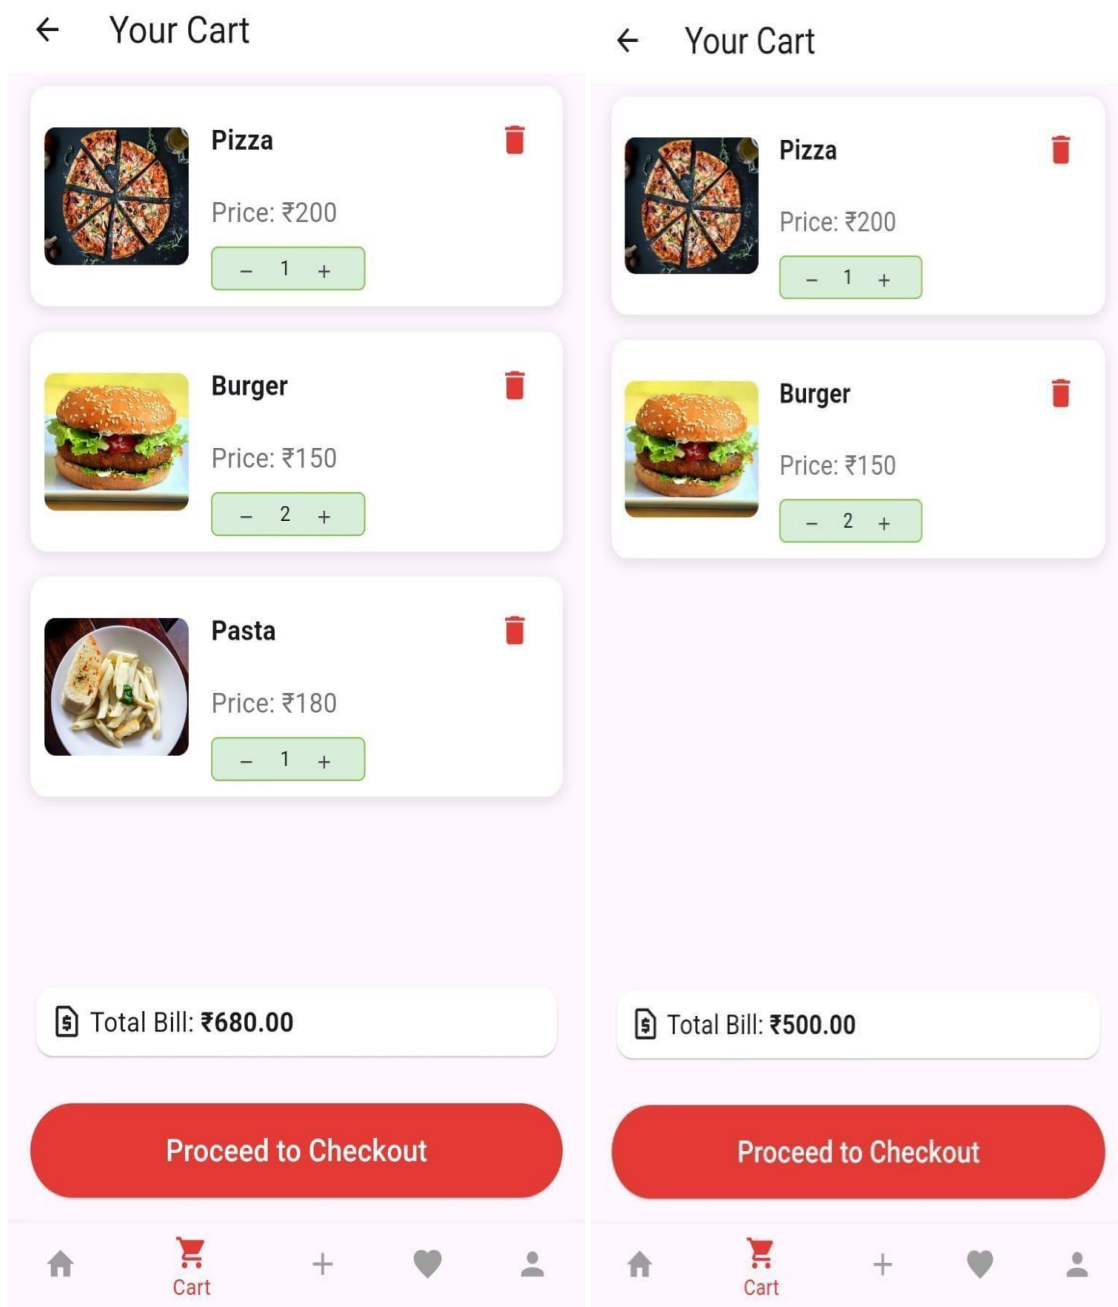 Your Cart
Pizza
Price: ₹200
− 1 +
Burger
Price: ₹150
− 2 +
Pasta
Price: ₹180
− 1 +
Total Bill: ₹680.00
Proceed to Checkout
Cart
Your Cart
Pizza
Price: ₹200
− 1 +
Burger
Price: ₹150
− 2 +
Total Bill: ₹500.00
Proceed to Checkout
Cart